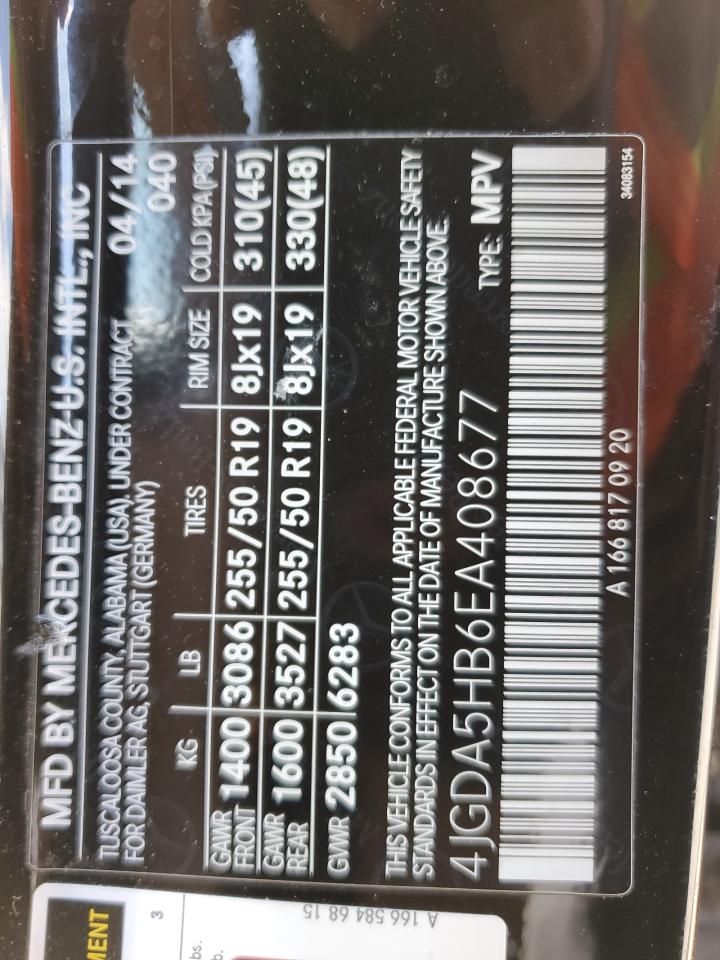 MFD BY MERCEDES-BENZ U.S. INTL., INC
TUSCALOOSA COUNTY, ALABAMA (USA), UNDER CONTRACT 04/14
FOR DAIMLER AG, STUTTGART (GERMANY) 040
KG LB TIRES RIM SIZE COLD KPA (PSI)
GAWR
FRONT 1400 3086 255/50 R19 8Jx19 310(45)
GAWR
REAR 1600 3527 255/50 R19 8Jx19 330(48)
GVWR 2850 6283
THIS VEHICLE CONFORMS TO ALL APPLICABLE FEDERAL MOTOR VEHICLE SAFETY
STANDARDS IN EFFECT ON THE DATE OF MANUFACTURE SHOWN ABOVE.
4JGDA5HB6EA408677 TYPE: MPV
A 166 817 09 20
34083154
MENT
3
bs.
b.
A 166 584 68 15